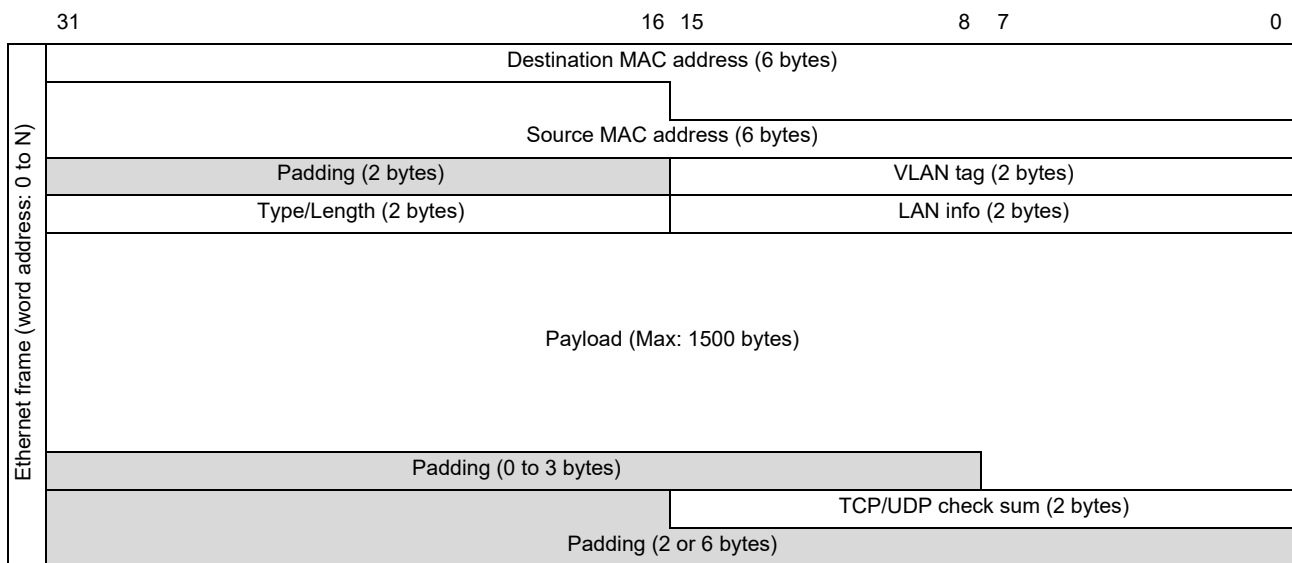 31 16 15 8 7 0
Ethernet frame (word address: 0 to N)
Destination MAC address (6 bytes)
Source MAC address (6 bytes)
Padding (2 bytes) VLAN tag (2 bytes)
Type/Length (2 bytes) LAN info (2 bytes)
Payload (Max: 1500 bytes)
Padding (0 to 3 bytes)
TCP/UDP check sum (2 bytes)
Padding (2 or 6 bytes)